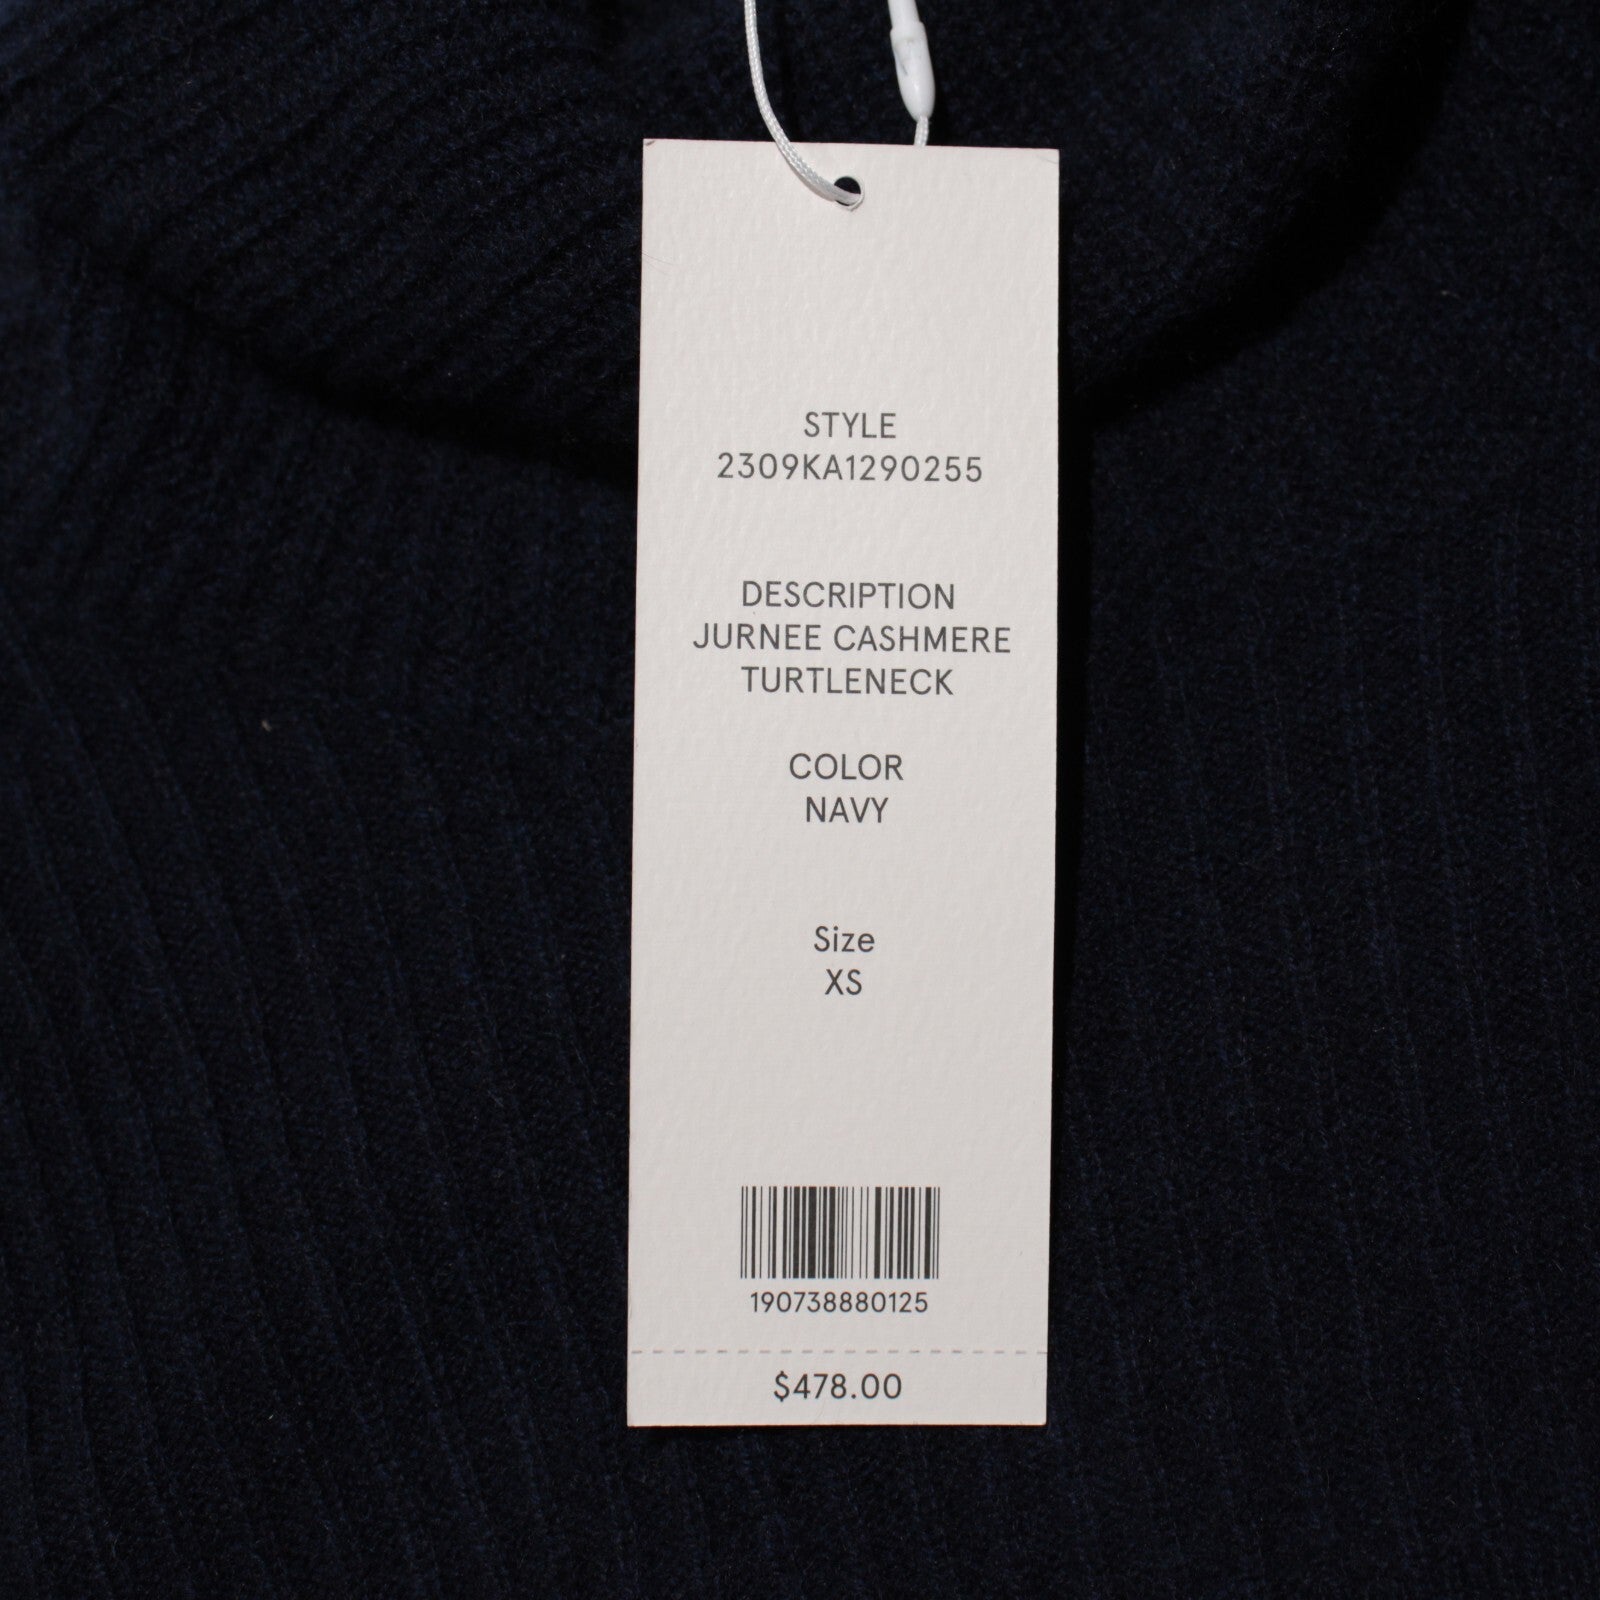 STYLE
2309KA1290255
DESCRIPTION
JURNEE CASHMERE
TURTLENECK
COLOR
NAVY
Size
XS
190738880125
$478.00